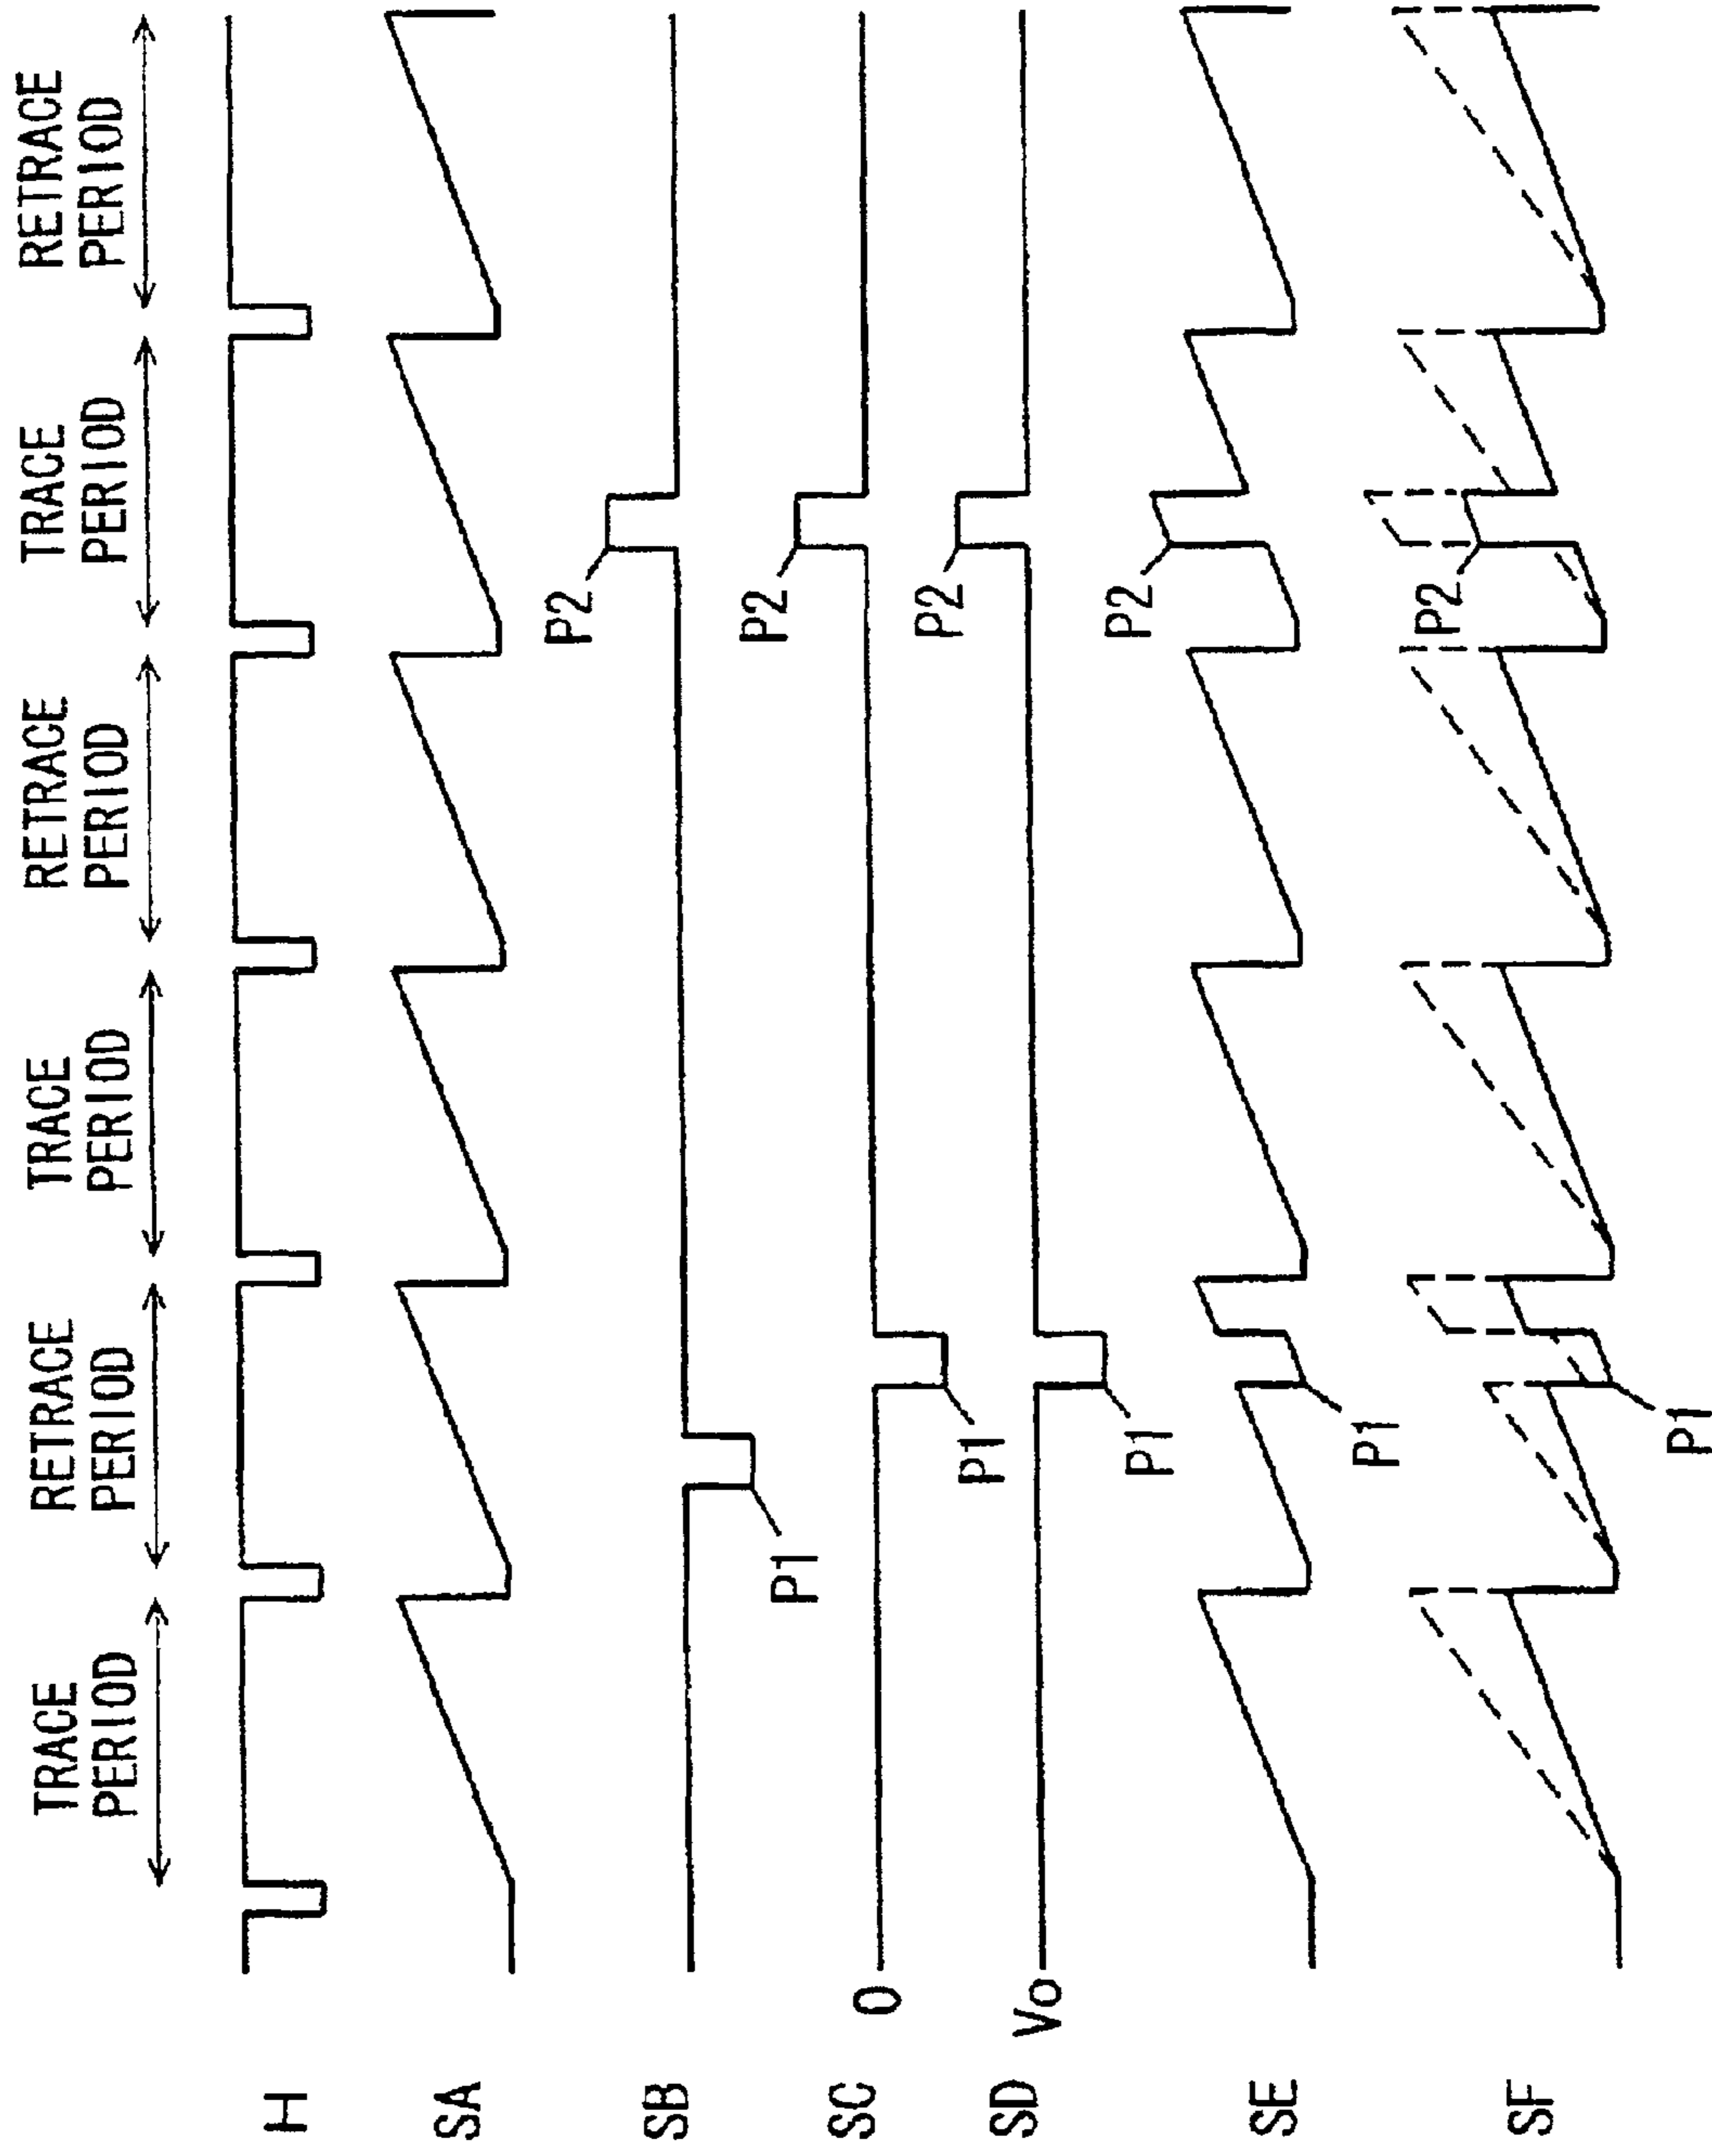 TRACE
PERIOD
RETRACE
PERIOD
TRACE
PERIOD
RETRACE
PERIOD
TRACE
PERIOD
RETRACE
PERIOD
H
SA
SB
P1
P2
SC
0
P1
P2
SD
Vo
P1
P2
SE
P1
P2
SF
P1
P2